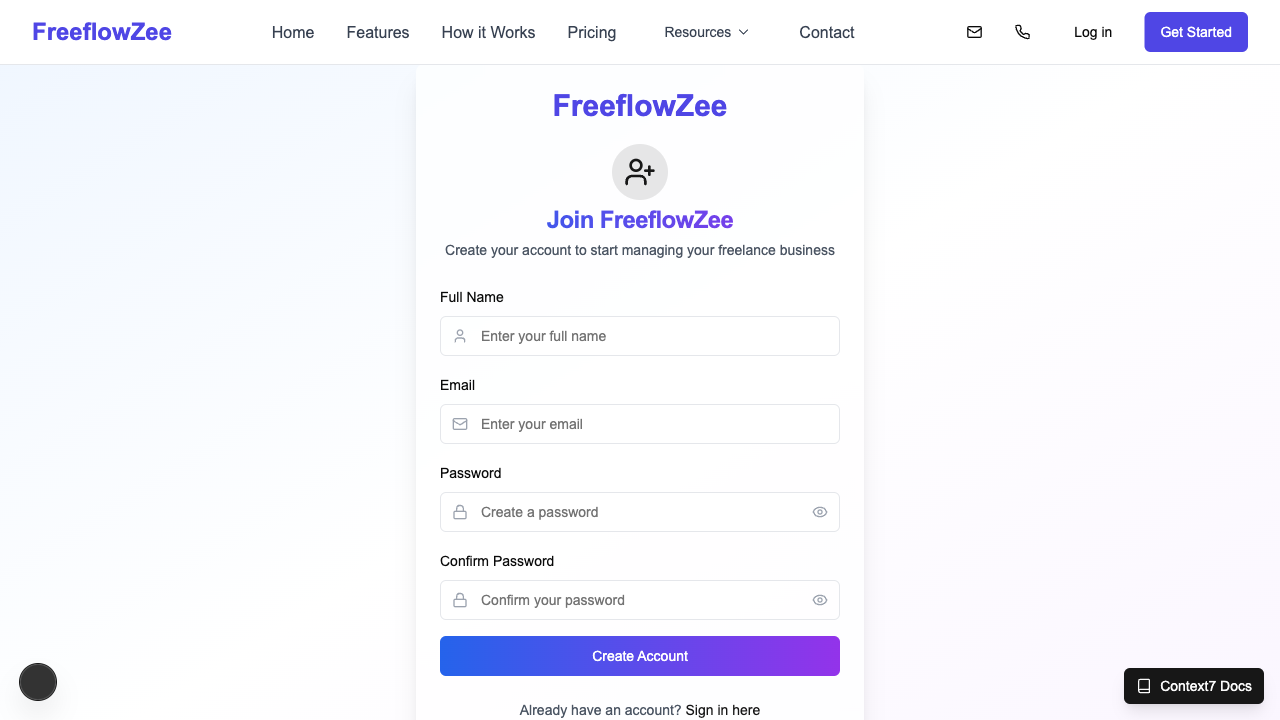 FreeflowZee
Home
Features
How it Works
Pricing
Resources
Contact
Log in
Get Started
FreeflowZee
Join FreeflowZee
Create your account to start managing your freelance business
Full Name
Enter your full name
Email
Enter your email
Password
Create a password
Confirm Password
Confirm your password
Create Account
Already have an account? Sign in here
Context7 Docs